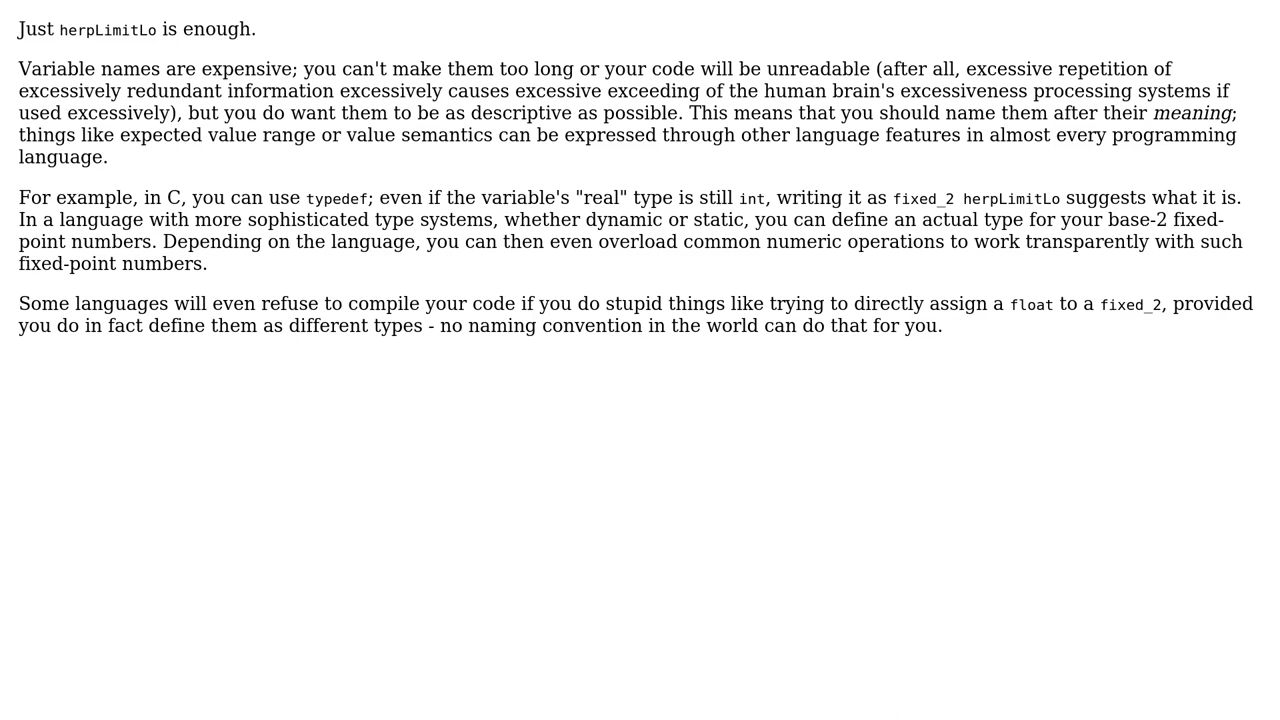 Just herpLimitLo is enough.
Variable names are expensive; you can't make them too long or your code will be unreadable (after all, excessive repetition of
excessively redundant information excessively causes excessive exceeding of the human brain's excessiveness processing systems if
used excessively), but you do want them to be as descriptive as possible. This means that you should name them after their meaning;
things like expected value range or value semantics can be expressed through other language features in almost every programming
language.
For example, in C, you can use typedef; even if the variable's "real" type is still int, writing it as fixed_2 herpLimitLo suggests what it is.
In a language with more sophisticated type systems, whether dynamic or static, you can define an actual type for your base-2 fixed-
point numbers. Depending on the language, you can then even overload common numeric operations to work transparently with such
fixed-point numbers.
Some languages will even refuse to compile your code if you do stupid things like trying to directly assign a float to a fixed_2, provided
you do in fact define them as different types - no naming convention in the world can do that for you.